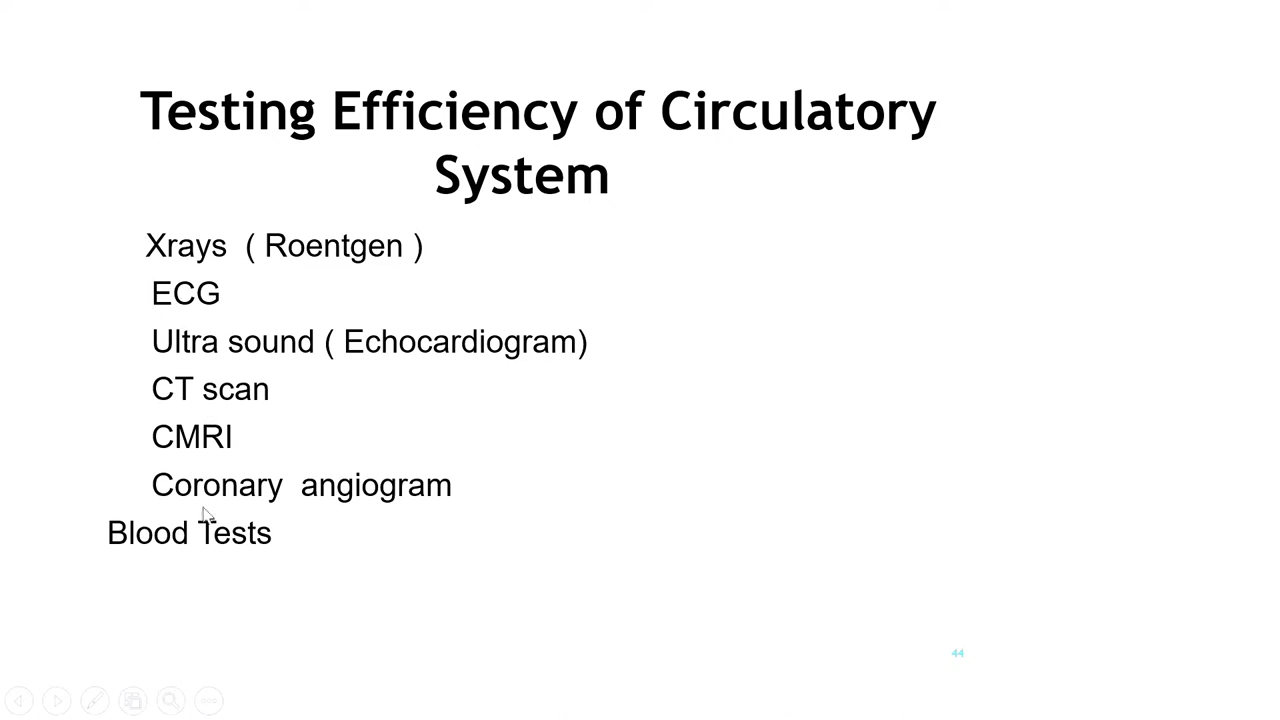 Testing Efficiency of Circulatory
System
Xrays ( Roentgen )
ECG
Ultra sound ( Echocardiogram)
CT scan
CMRI
Coronary angiogram
Blood Tests
44